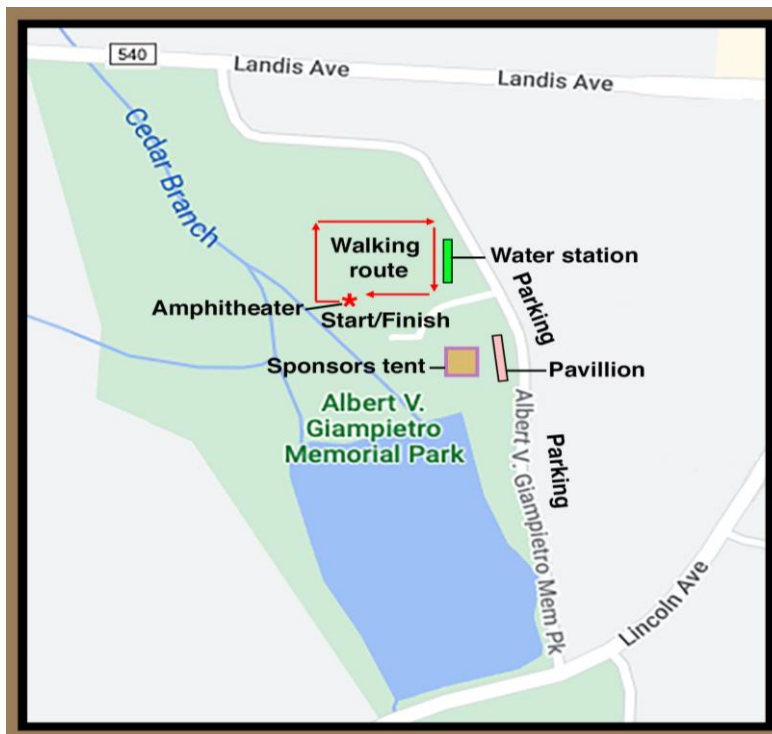 540
Landis Ave
Landis Ave
Cedar Branch
Walking
route
Water station
Amphitheater
Start/Finish
Parking
Sponsors tent
Pavillion
Albert V.
Giampietro
Memorial Park
Parking
Albert V. Giampietro Mem Pk
Lincoln Ave